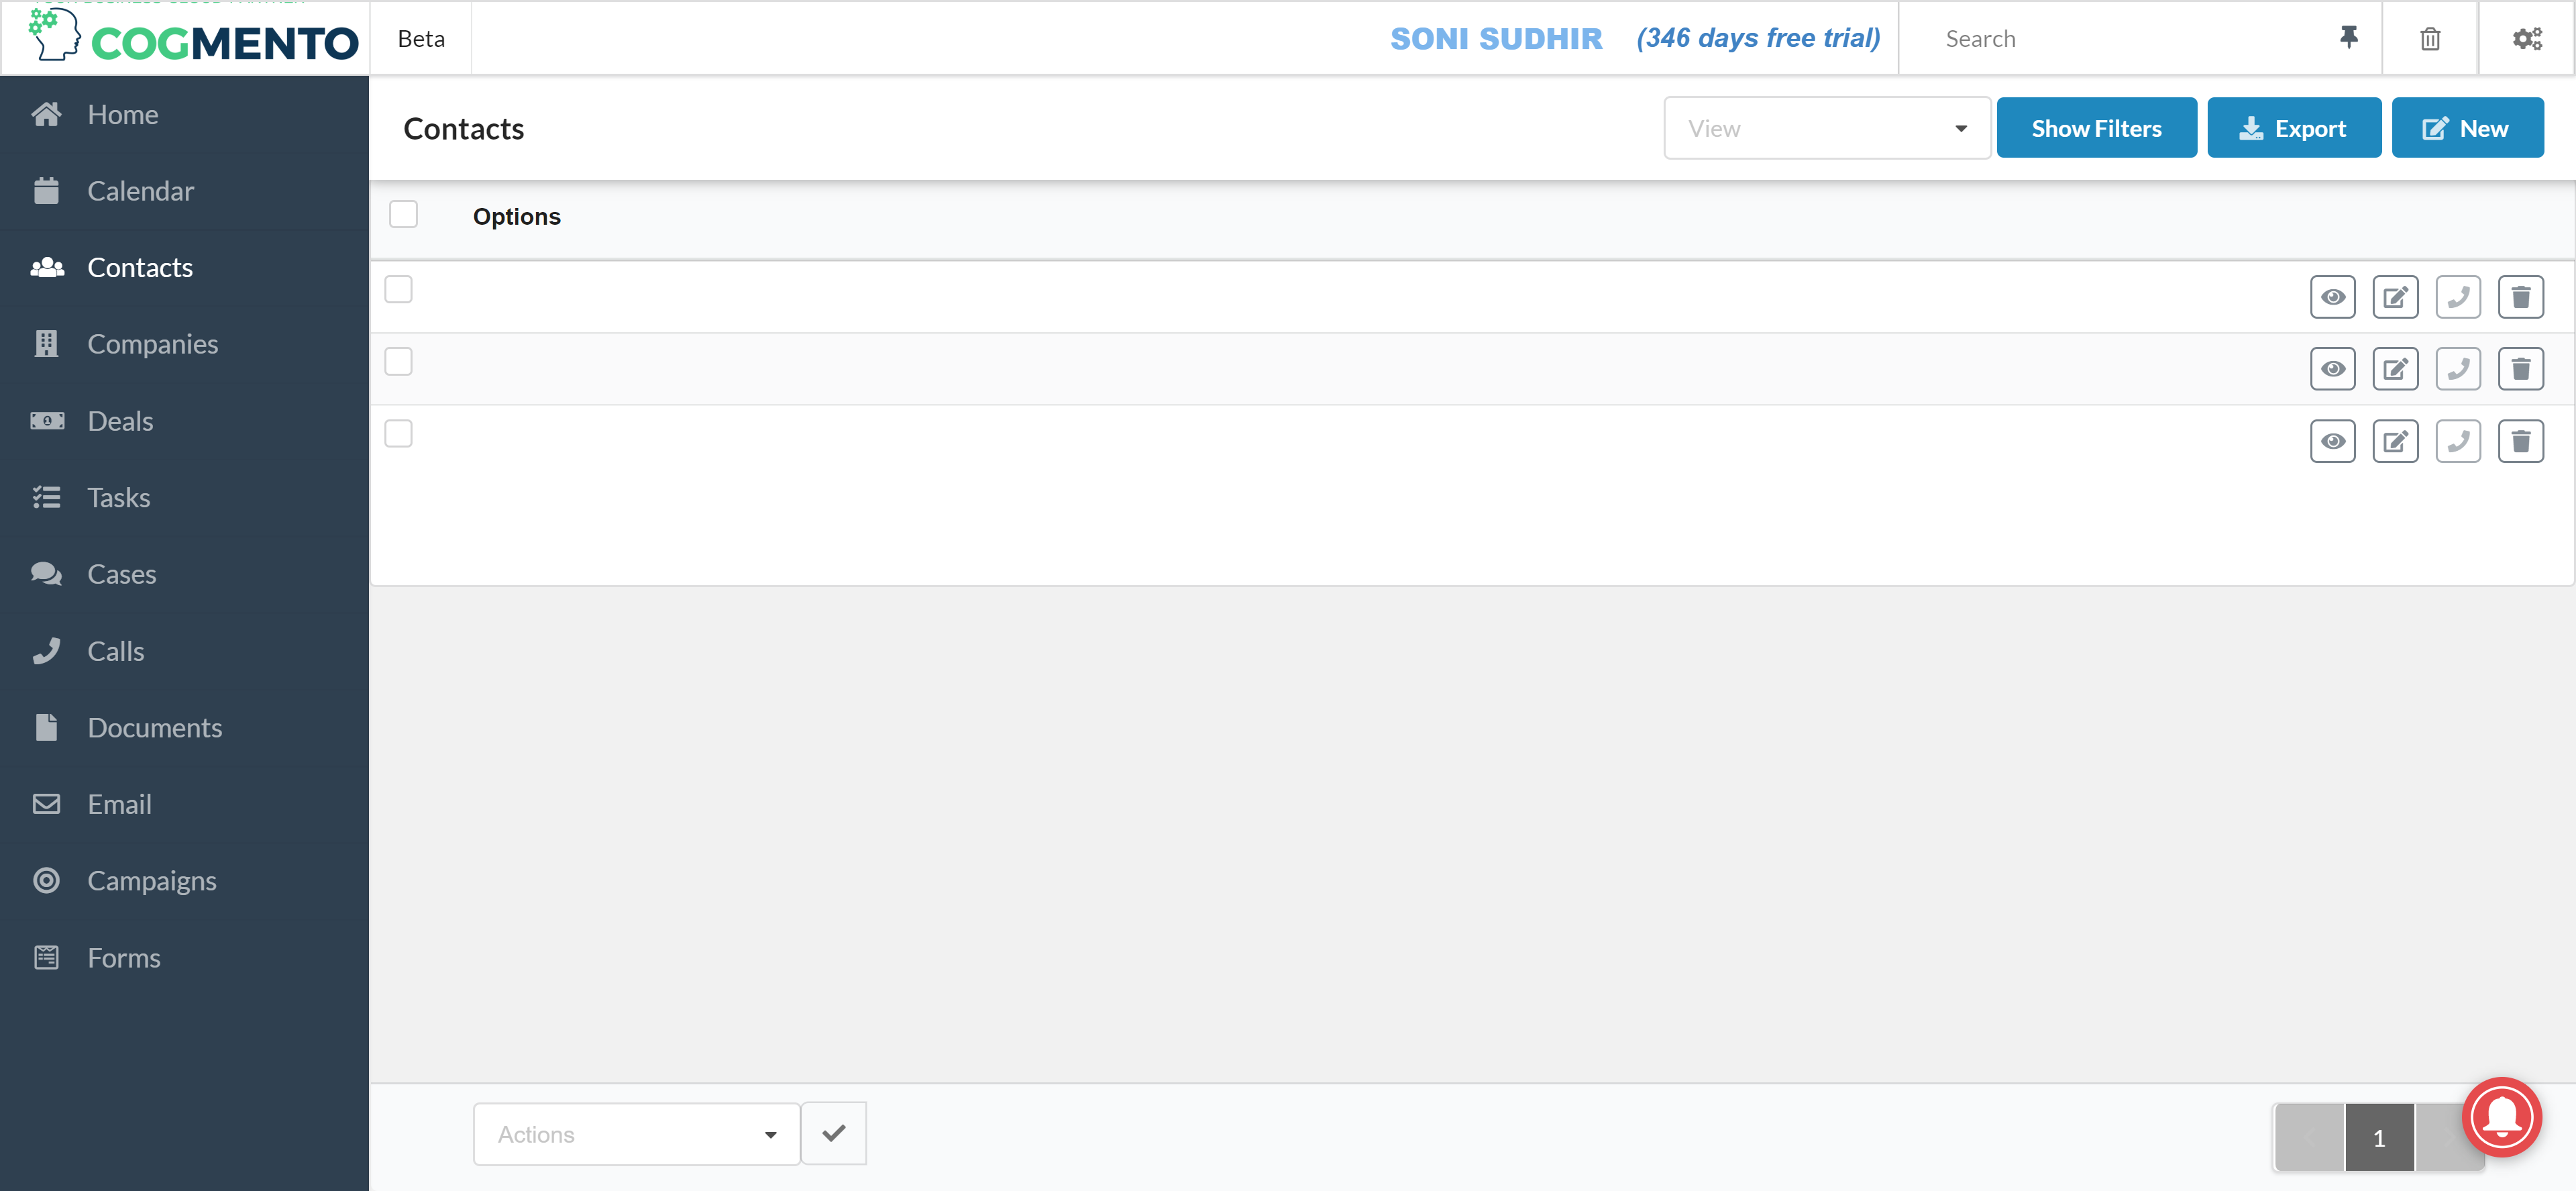 COGMENTO
Beta
SONI SUDHIR (346 days free trial)
Search
Home
Calendar
Contacts
Companies
Deals
Tasks
Cases
Calls
Documents
Email
Campaigns
Forms
Contacts
View
Show Filters
Export
New
Options
Actions
1